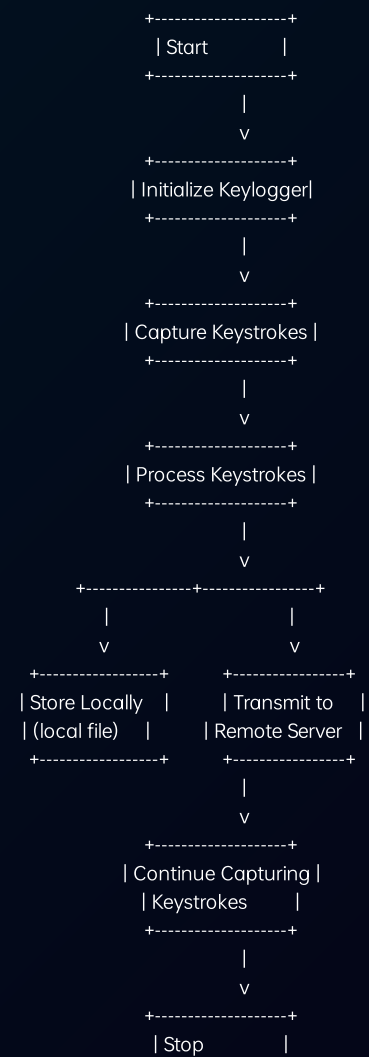 +--------------------+
| Start |
+--------------------+
|
v
+--------------------+
| Initialize Keylogger|
+--------------------+
|
v
+--------------------+
| Capture Keystrokes |
+--------------------+
|
v
+--------------------+
| Process Keystrokes |
+--------------------+
|
v
+----------------+-----------------+
| |
v v
+------------------+ +------------------+
| Store Locally | | Transmit to |
| (local file) | | Remote Server |
+------------------+ +------------------+
|
v
+--------------------+
| Continue Capturing |
| Keystrokes |
+--------------------+
|
v
+--------------------+
| Stop |